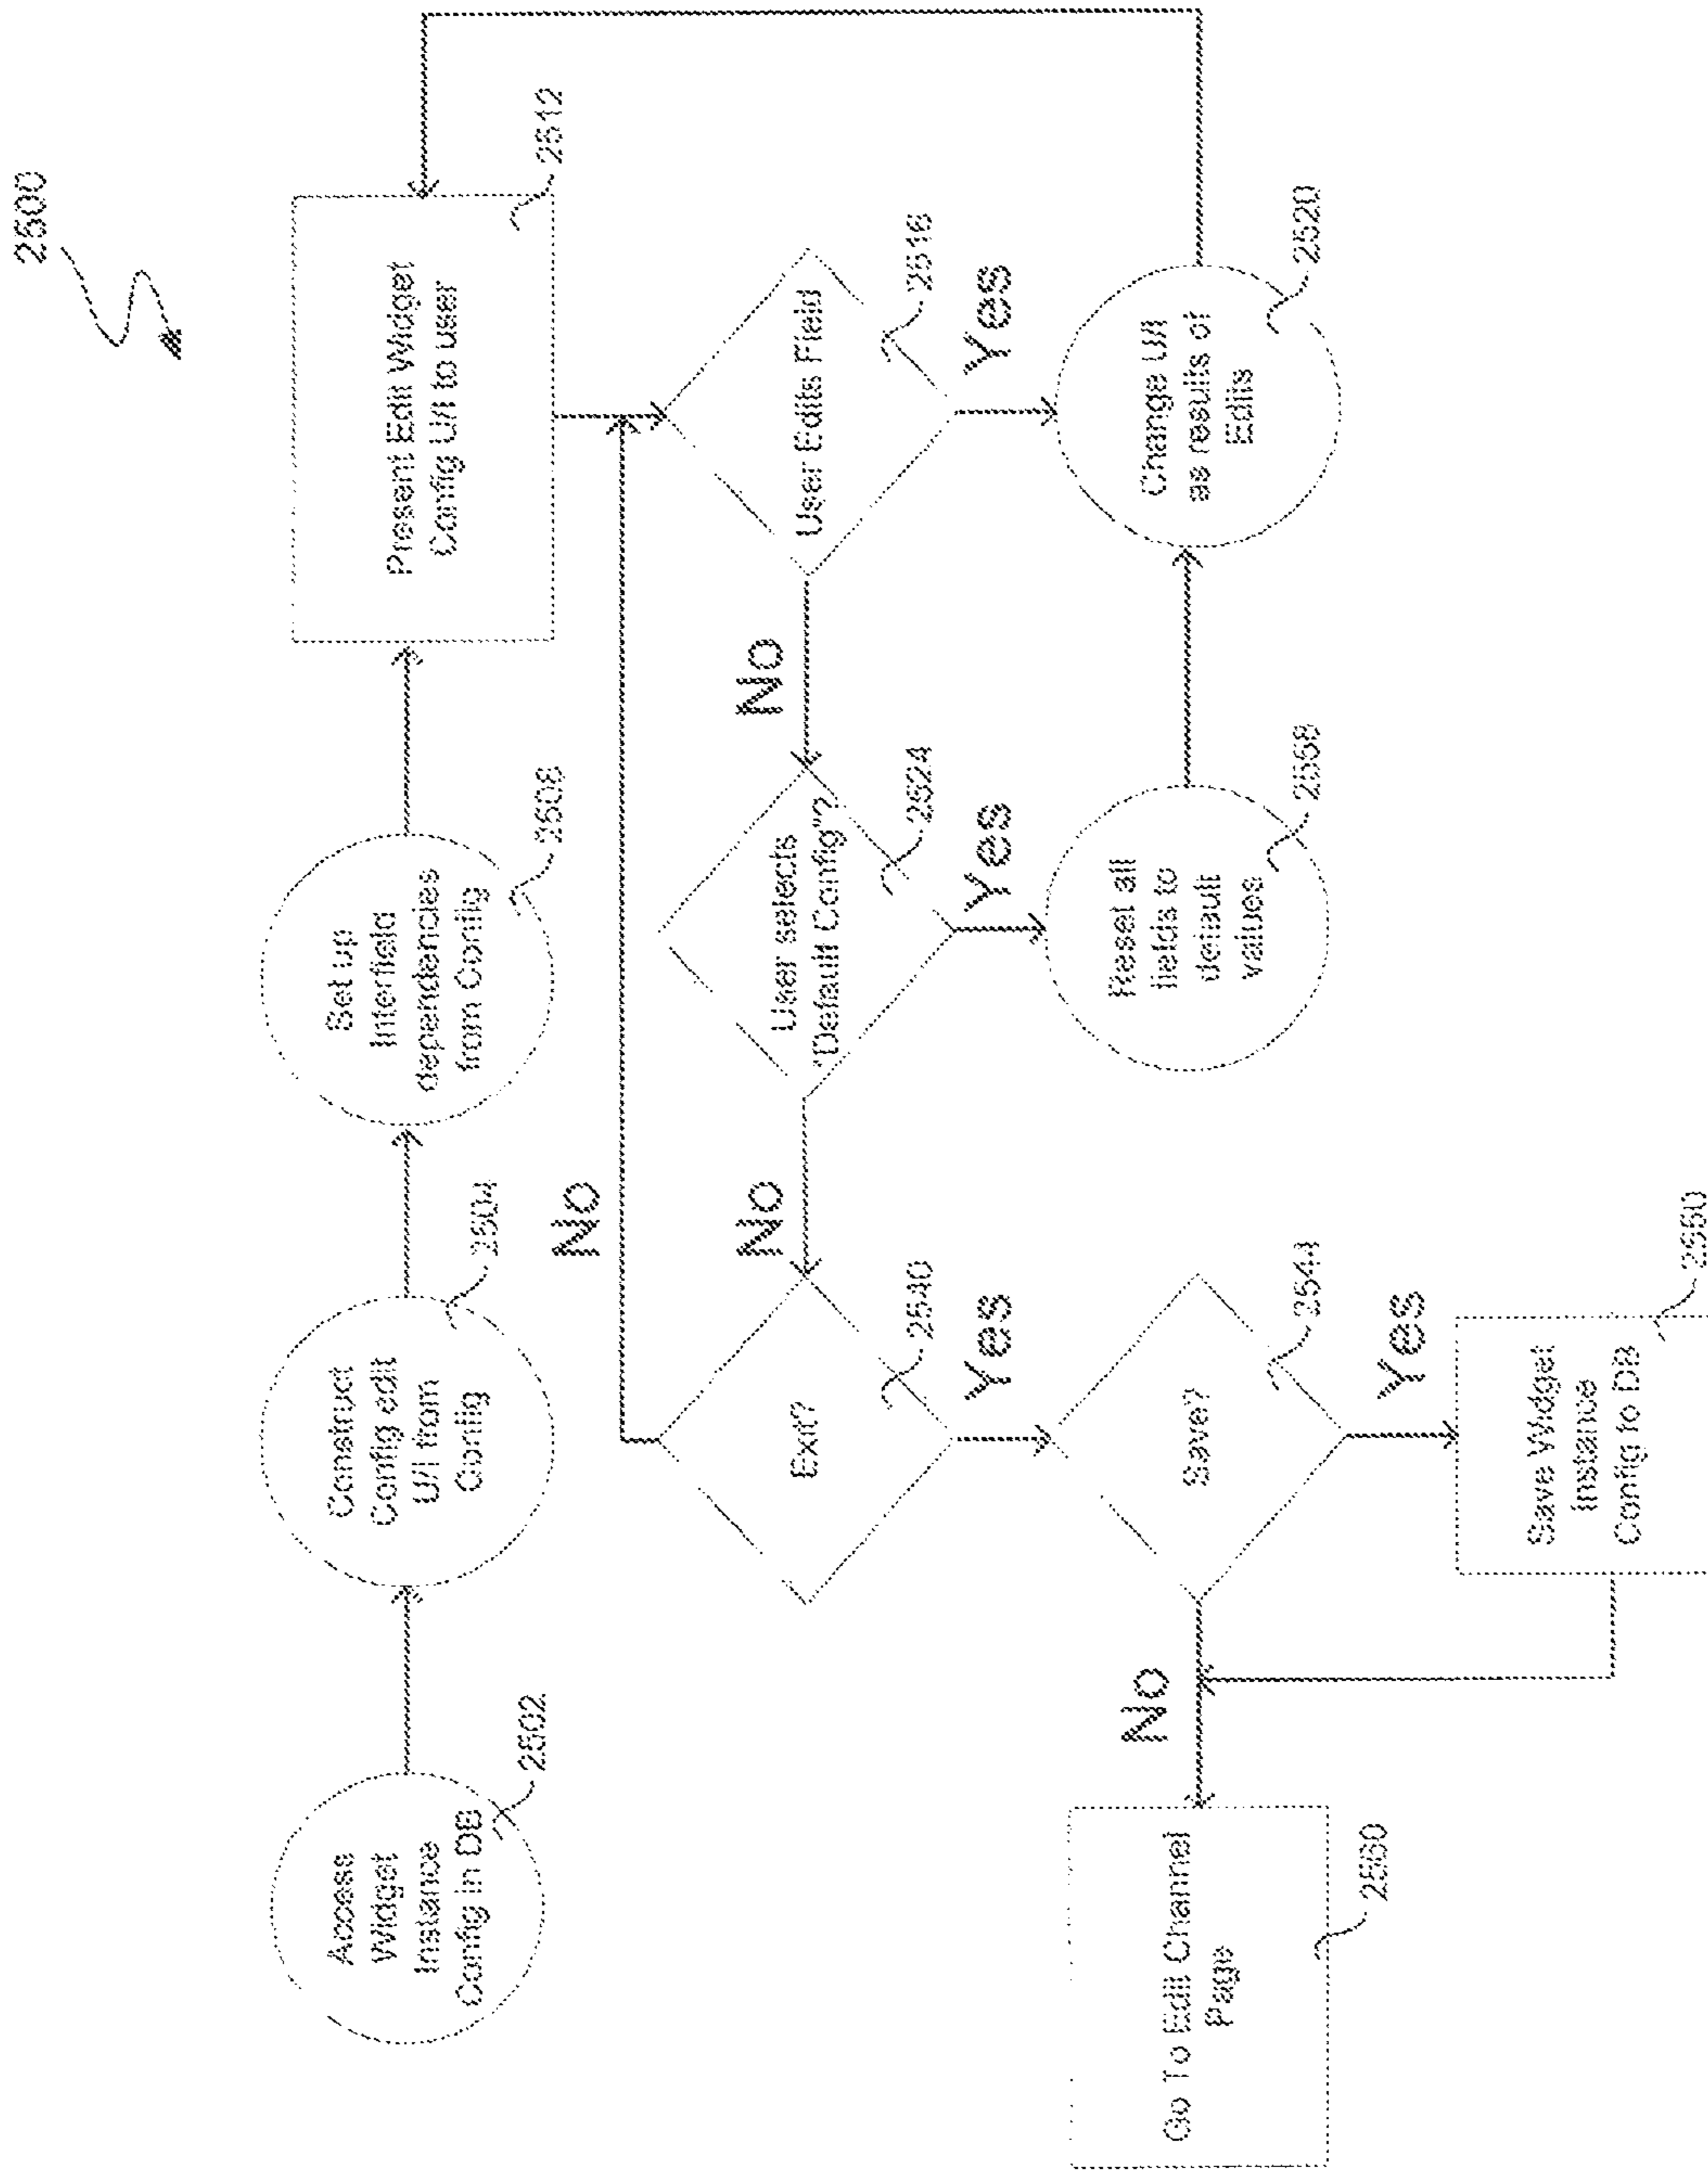 2500
Access
Widget
Instance
Config in DB
2502
Construct
Config edit
U/I from
Config
2504
Set up
Interfield
dependencies
from Config
2508
Present Edit Widget
Config U/I to user
2512
No
Exit?
2540
No
User selects
"Default Config"?
2524
No
User Edits Field
2516
Yes
Yes
Yes
Save?
2544
Reset all
fields to
default
values
2568
Change U/I
as results of
Edits
2520
No
Yes
Go To Edit Channel
Page
2560
Save Widget
Instance
Config to DB
2550